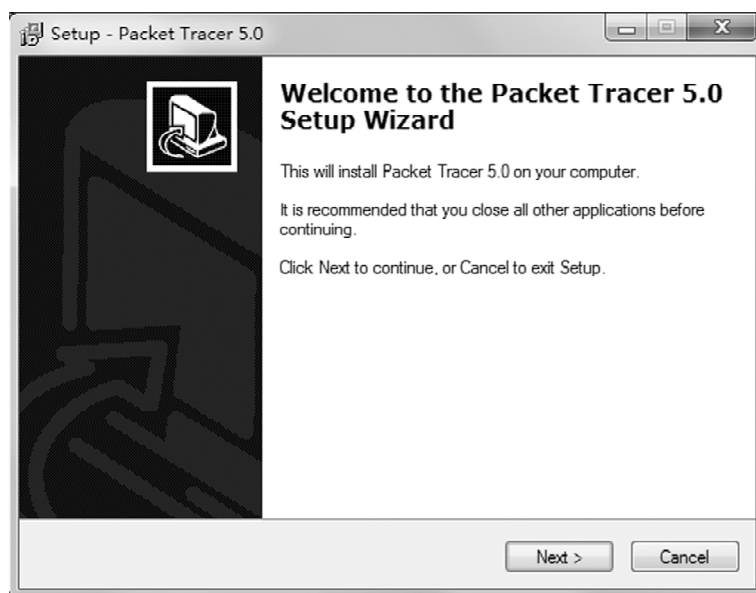 Setup - Packet Tracer 5.0
Welcome to the Packet Tracer 5.0
Setup Wizard
This will install Packet Tracer 5.0 on your computer.
It is recommended that you close all other applications before
continuing.
Click Next to continue, or Cancel to exit Setup.
Next >
Cancel